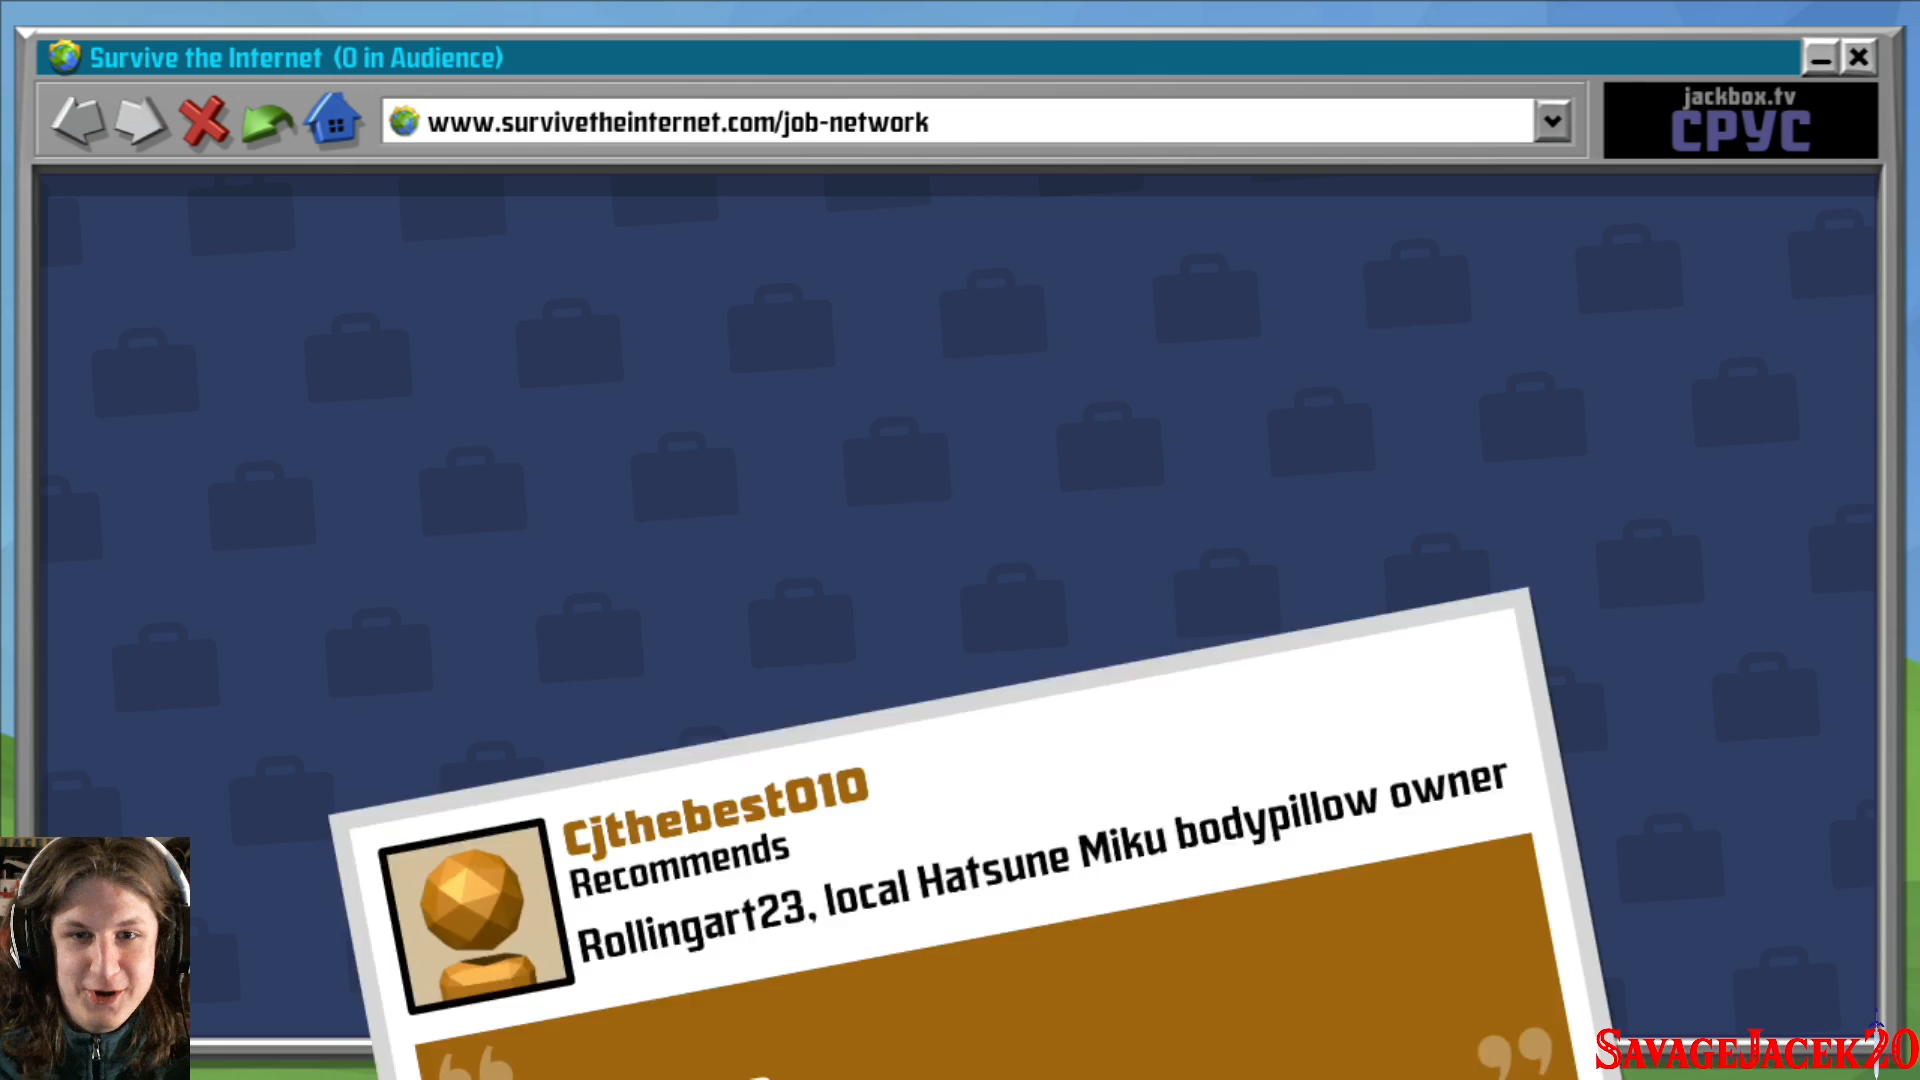 Survive the Internet (0 in Audience)
www.survivetheinternet.com/job-network
jackbox.tv
CPYC
Cjthebest010
Recommends
Rollingart23, local Hatsune Miku bodypillow owner
“ ”
SavageJacek20